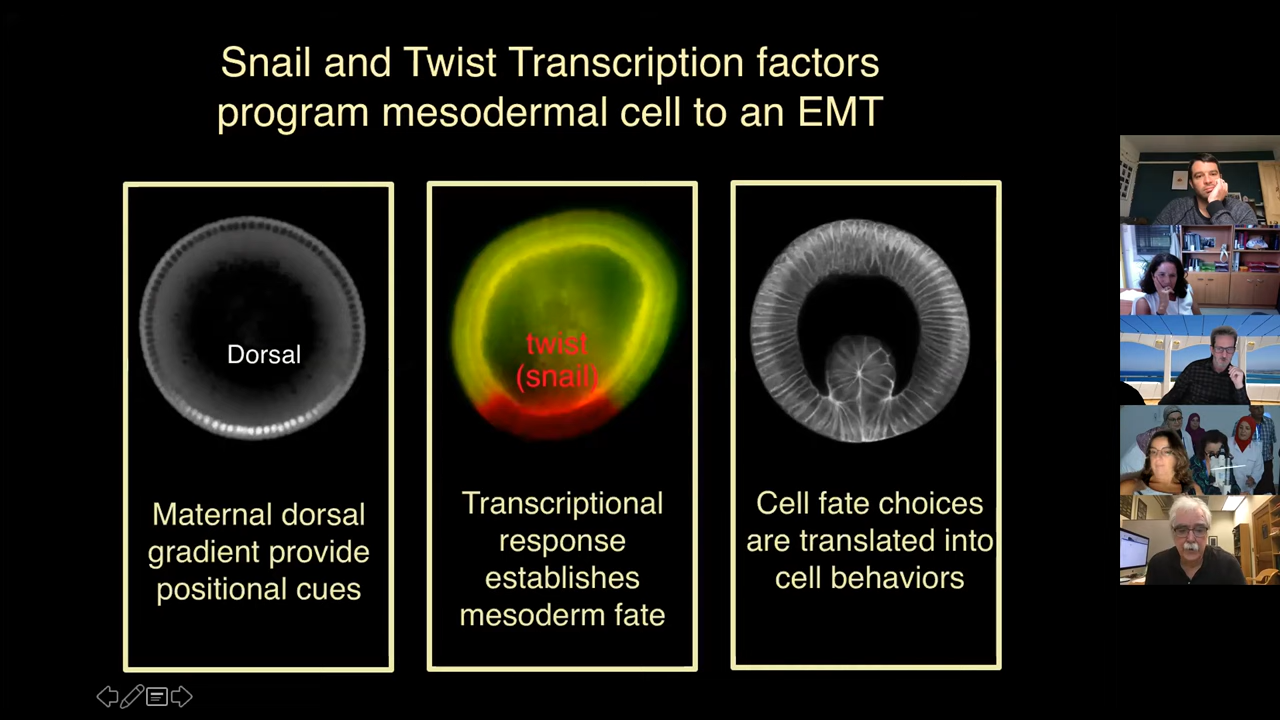 Snail and Twist Transcription factors
program mesodermal cell to an EMT
Dorsal
Maternal dorsal
gradient provide
positional cues
twist
(snail)
Transcriptional
response
establishes
mesoderm fate
Cell fate choices
are translated into
cell behaviors